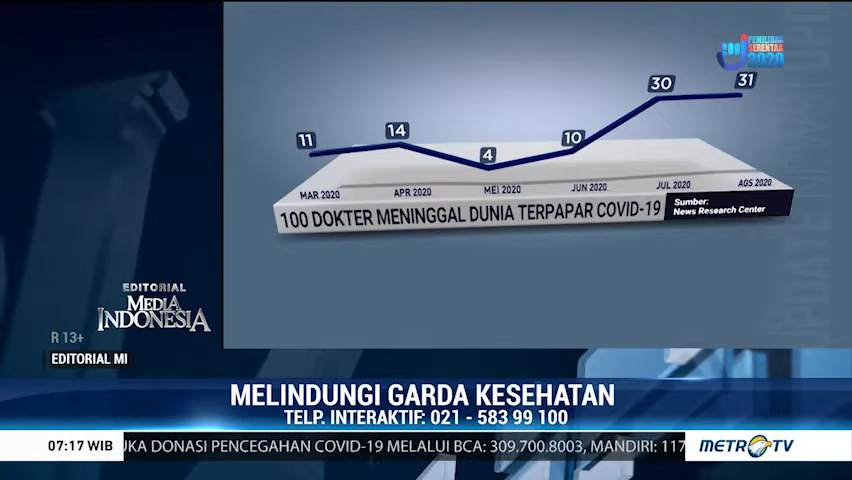 PEMILIHAN
SERENTAK
2020
11
14
4
10
30
31
MAR 2020
APR 2020
MEI 2020
JUN 2020
JUL 2020
AGS 2020
100 DOKTER MENINGGAL DUNIA TERPAPAR COVID-19
Sumber:
News Research Center
EDITORIAL
MEDIA
INDONESIA
R 13+
EDITORIAL MI
MELINDUNGI GARDA KESEHATAN
TELP. INTERAKTIF: 021 - 583 99 100
07:17 WIB
UKA DONASI PENCEGAHAN COVID-19 MELALUI BCA: 309.700.8003, MANDIRI: 117
METRO TV